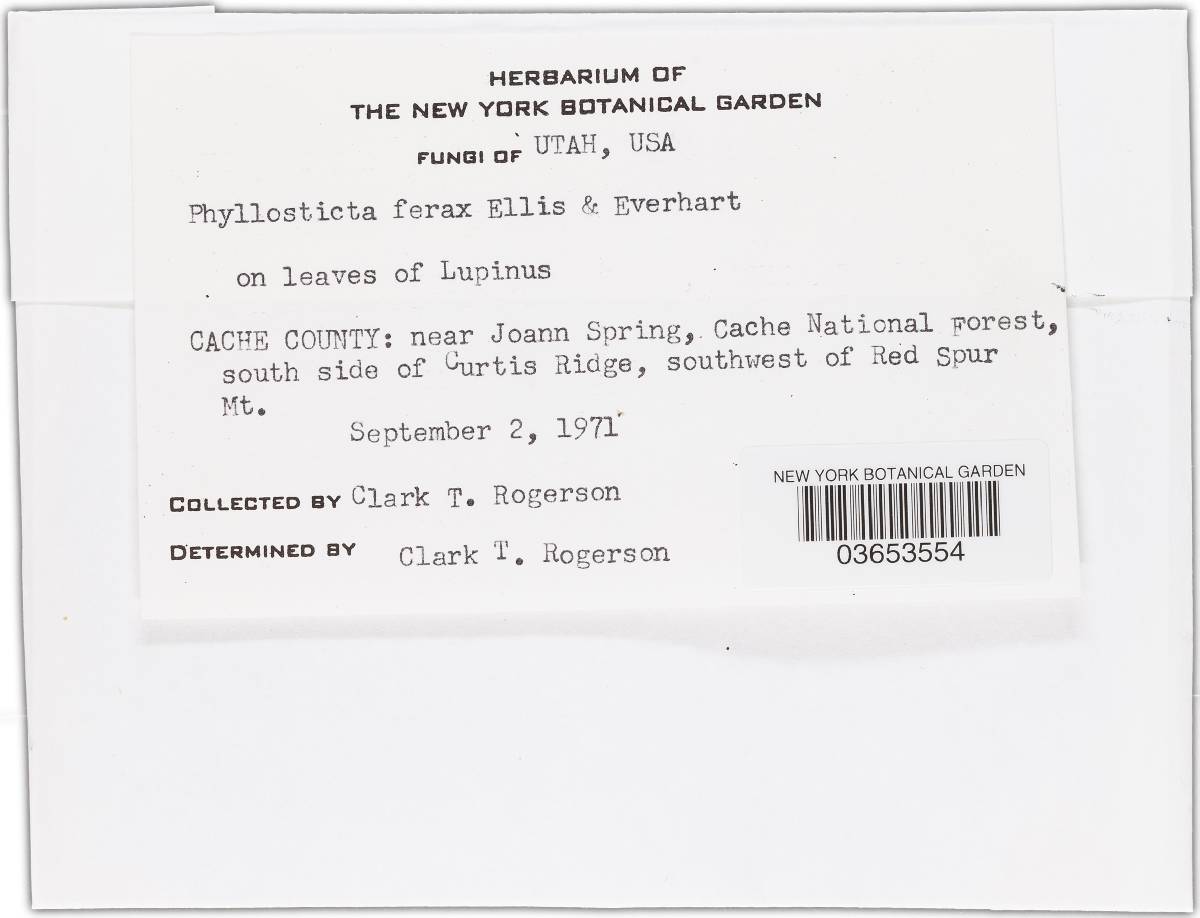 HERBARIUM OF
THE NEW YORK BOTANICAL GARDEN
FUNGI OF UTAH, USA
Phyllosticta ferax Ellis & Everhart
on leaves of Lupinus
CACHE COUNTY: near Joann Spring, Cache National Forest,
south side of Curtis Ridge, southwest of Red Spur
Mt.
September 2, 1971
COLLECTED BY Clark T. Rogerson
DETERMINED BY Clark T. Rogerson
NEW YORK BOTANICAL GARDEN
03653554